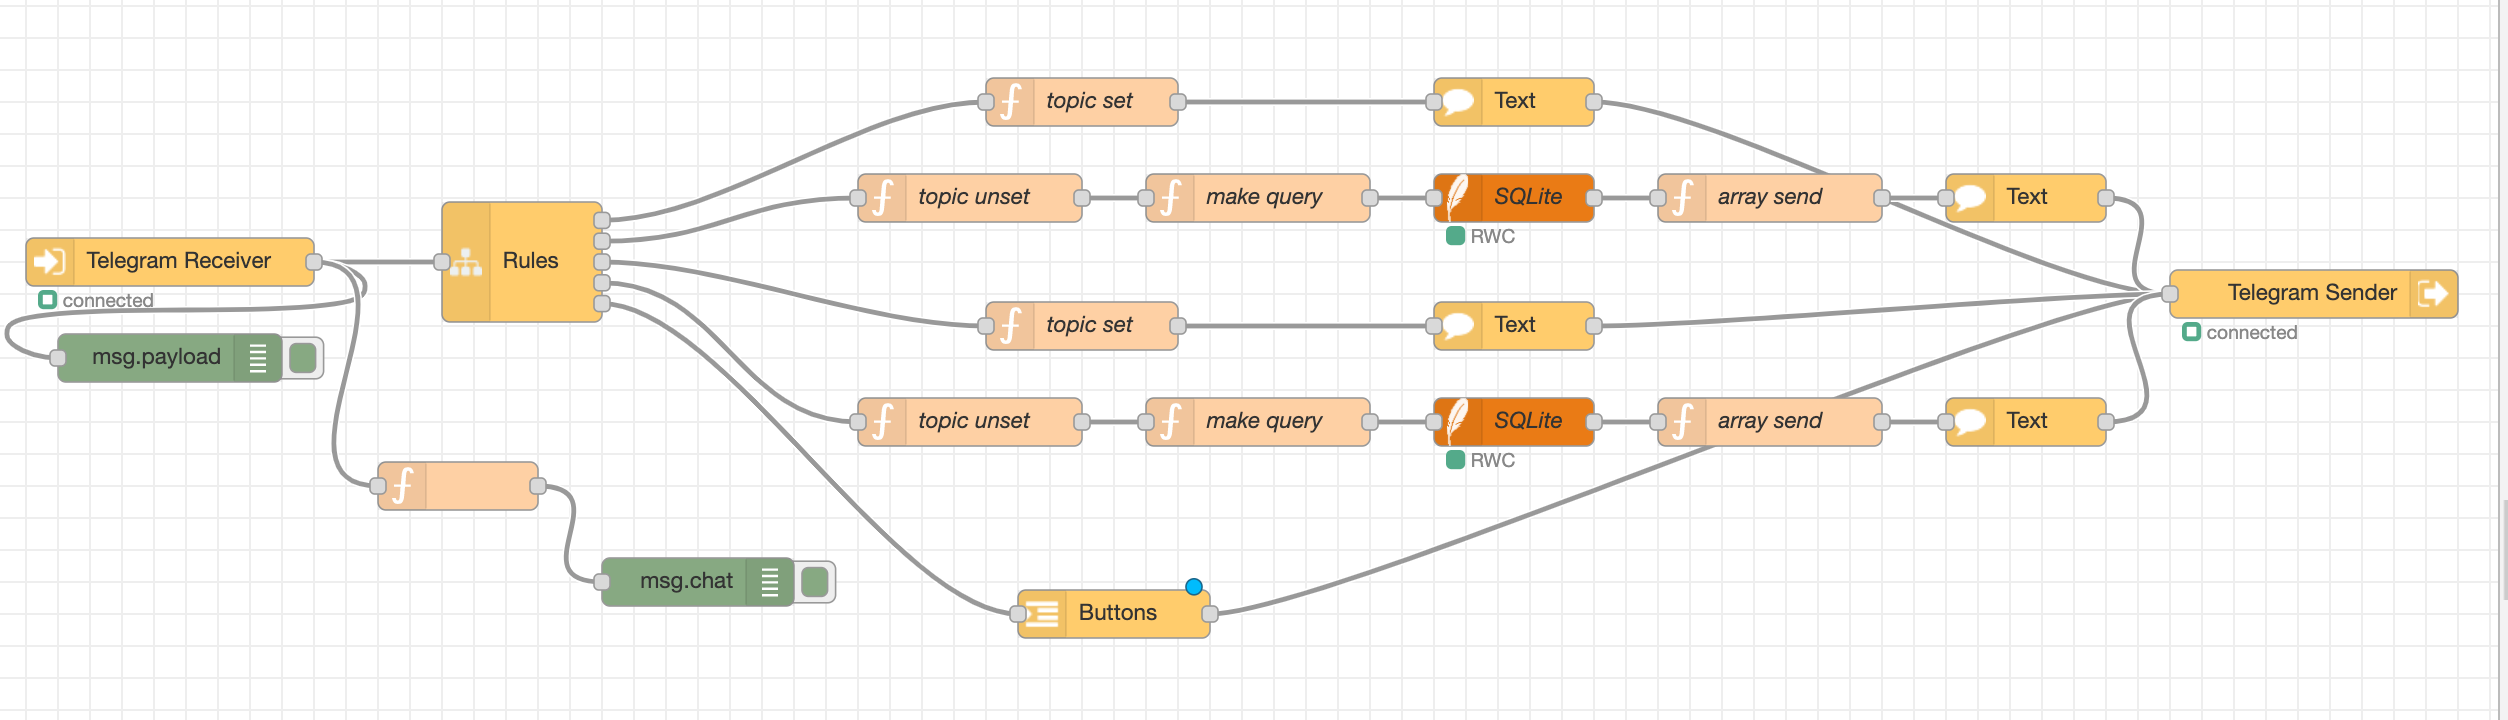 topic set
Text
topic unset
make query
SQLite
array send
Text
RWC
Telegram Receiver
connected
Rules
Telegram Sender
connected
topic set
Text
msg.payload
topic unset
make query
SQLite
array send
Text
RWC
msg.chat
Buttons